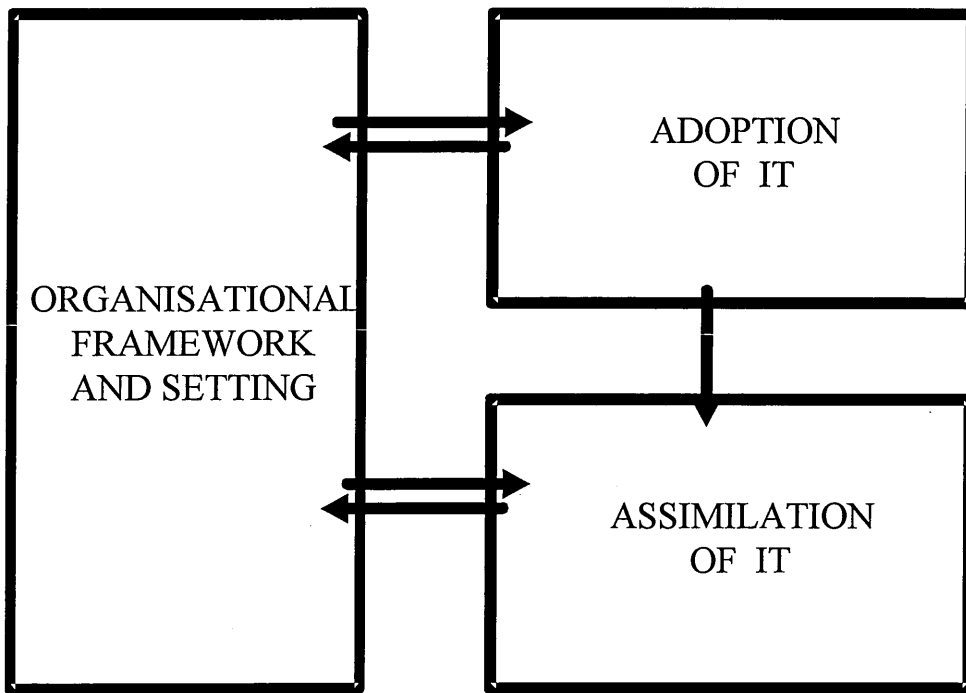 ADOPTION
OF IT
ORGANISATIONAL
FRAMEWORK
AND SETTING
ASSIMILATION
OF IT